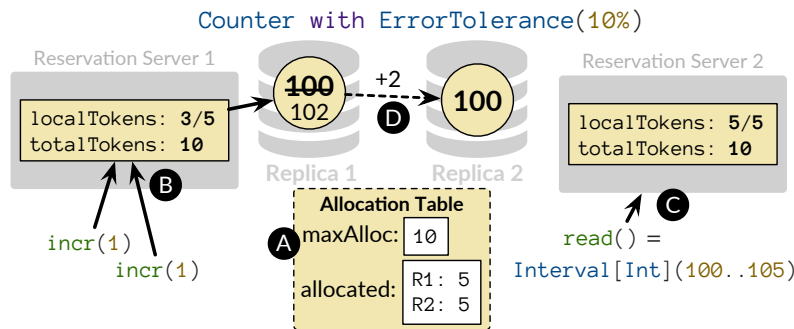 Counter with ErrorTolerance(10%)
Reservation Server 1
localTokens: 3/5
totalTokens: 10
B
incr(1)
incr(1)
100
102
Replica 1
+2
D
100
Replica 2
Reservation Server 2
localTokens: 5/5
totalTokens: 10
C
read() =
Interval[Int](100..105)
A
Allocation Table
maxAlloc: 10
allocated:
R1: 5
R2: 5